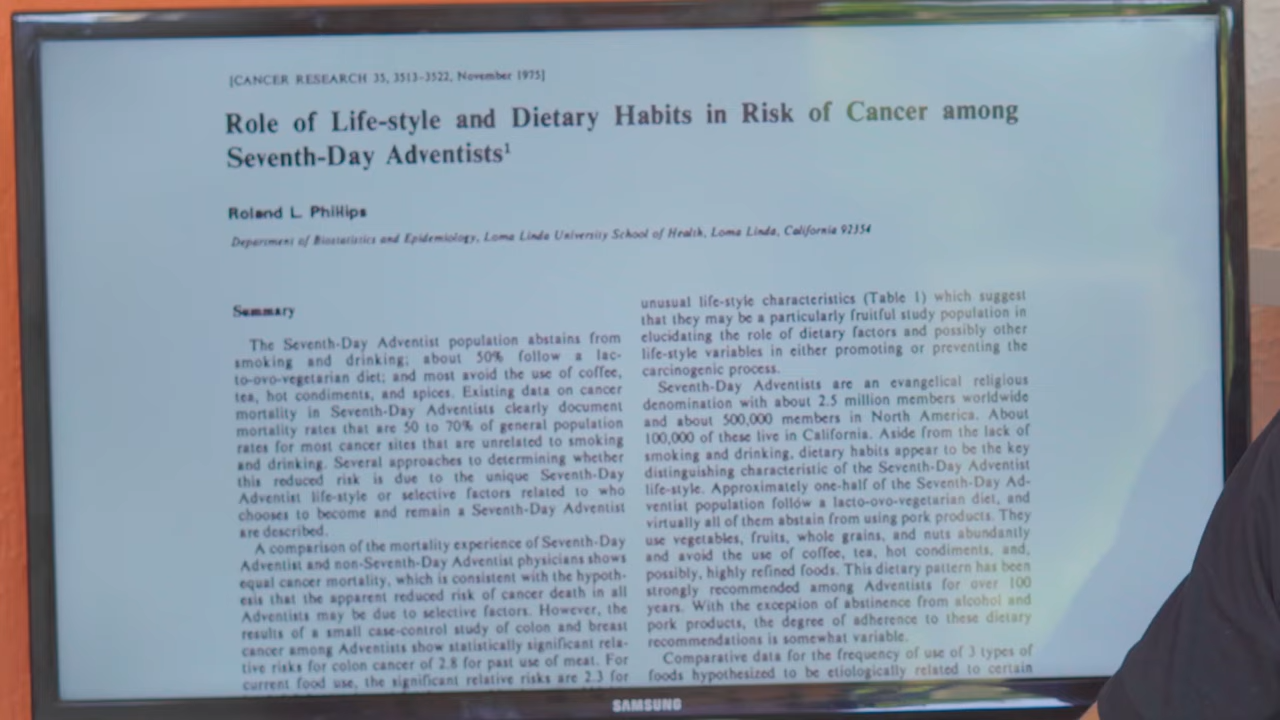 [CANCER RESEARCH 35, 3513-3522, November 1975]
Role of Life-style and Dietary Habits in Risk of Cancer among
Seventh-Day Adventists¹
Roland L. Phillips
Department of Biostatistics and Epidemiology, Loma Linda University School of Health, Loma Linda, California 92354
Summary
The Seventh-Day Adventist population abstains from
smoking and drinking; about 50% follow a lac-
to-ovo-vegetarian diet; and most avoid the use of coffee,
tea, hot condiments, and spices. Existing data on cancer
mortality in Seventh-Day Adventists clearly document
mortality rates that are 50 to 70% of general population
rates for most cancer sites that are unrelated to smoking
and drinking. Several approaches to determining whether
this reduced risk is due to the unique Seventh-Day
Adventist life-style or selective factors related to who
chooses to become and remain a Seventh-Day Adventist
are described.
A comparison of the mortality experience of Seventh-Day
Adventist and non-Seventh-Day Adventist physicians shows
equal cancer mortality, which is consistent with the hypoth-
esis that the apparent reduced risk of cancer death in all
Adventists may be due to selective factors. However, the
results of a small case-control study of colon and breast
cancer among Adventists show statistically significant rela-
tive risks for colon cancer of 2.8 for past use of meat. For
current food use, the significant relative risks are 2.3 for
unusual life-style characteristics (Table 1) which suggest
that they may be a particularly fruitful study population in
elucidating the role of dietary factors and possibly other
life-style variables in either promoting or preventing the
carcinogenic process.
Seventh-Day Adventists are an evangelical religious
denomination with about 2.5 million members worldwide
and about 500,000 members in North America. About
100,000 of these live in California. Aside from the lack of
smoking and drinking, dietary habits appear to be the key
distinguishing characteristic of the Seventh-Day Adventist
life-style. Approximately one-half of the Seventh-Day Ad-
ventist population follow a lacto-ovo-vegetarian diet, and
virtually all of them abstain from using pork products. They
use vegetables, fruits, whole grains, and nuts abundantly
and avoid the use of coffee, tea, hot condiments, and,
possibly, highly refined foods. This dietary pattern has been
strongly recommended among Adventists for over 100
years. With the exception of abstinence from alcohol and
pork products, the degree of adherence to these dietary
recommendations is somewhat variable.
Comparative data for the frequency of use of 3 types of
foods hypothesized to be etiologically related to certain
SAMSUNG